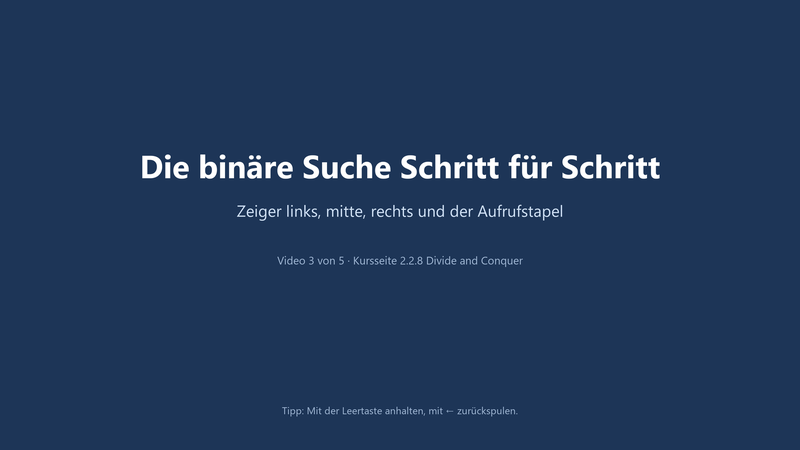 Die binäre Suche Schritt für Schritt
Zeiger links, mitte, rechts und der Aufrufstapel
Video 3 von 5 · Kursseite 2.2.8 Divide and Conquer
Tipp: Mit der Leertaste anhalten, mit ← zurückspulen.